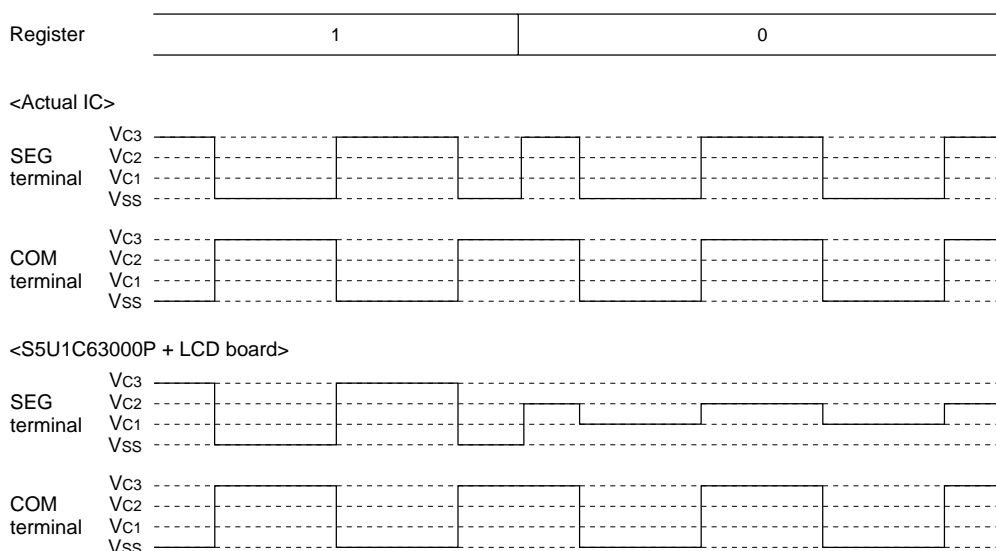 Register 1 0
<Actual IC>
SEG terminal
VC3
VC2
VC1
VSS
COM terminal
VC3
VC2
VC1
VSS
<S5U1C63000P + LCD board>
SEG terminal
VC3
VC2
VC1
VSS
COM terminal
VC3
VC2
VC1
VSS